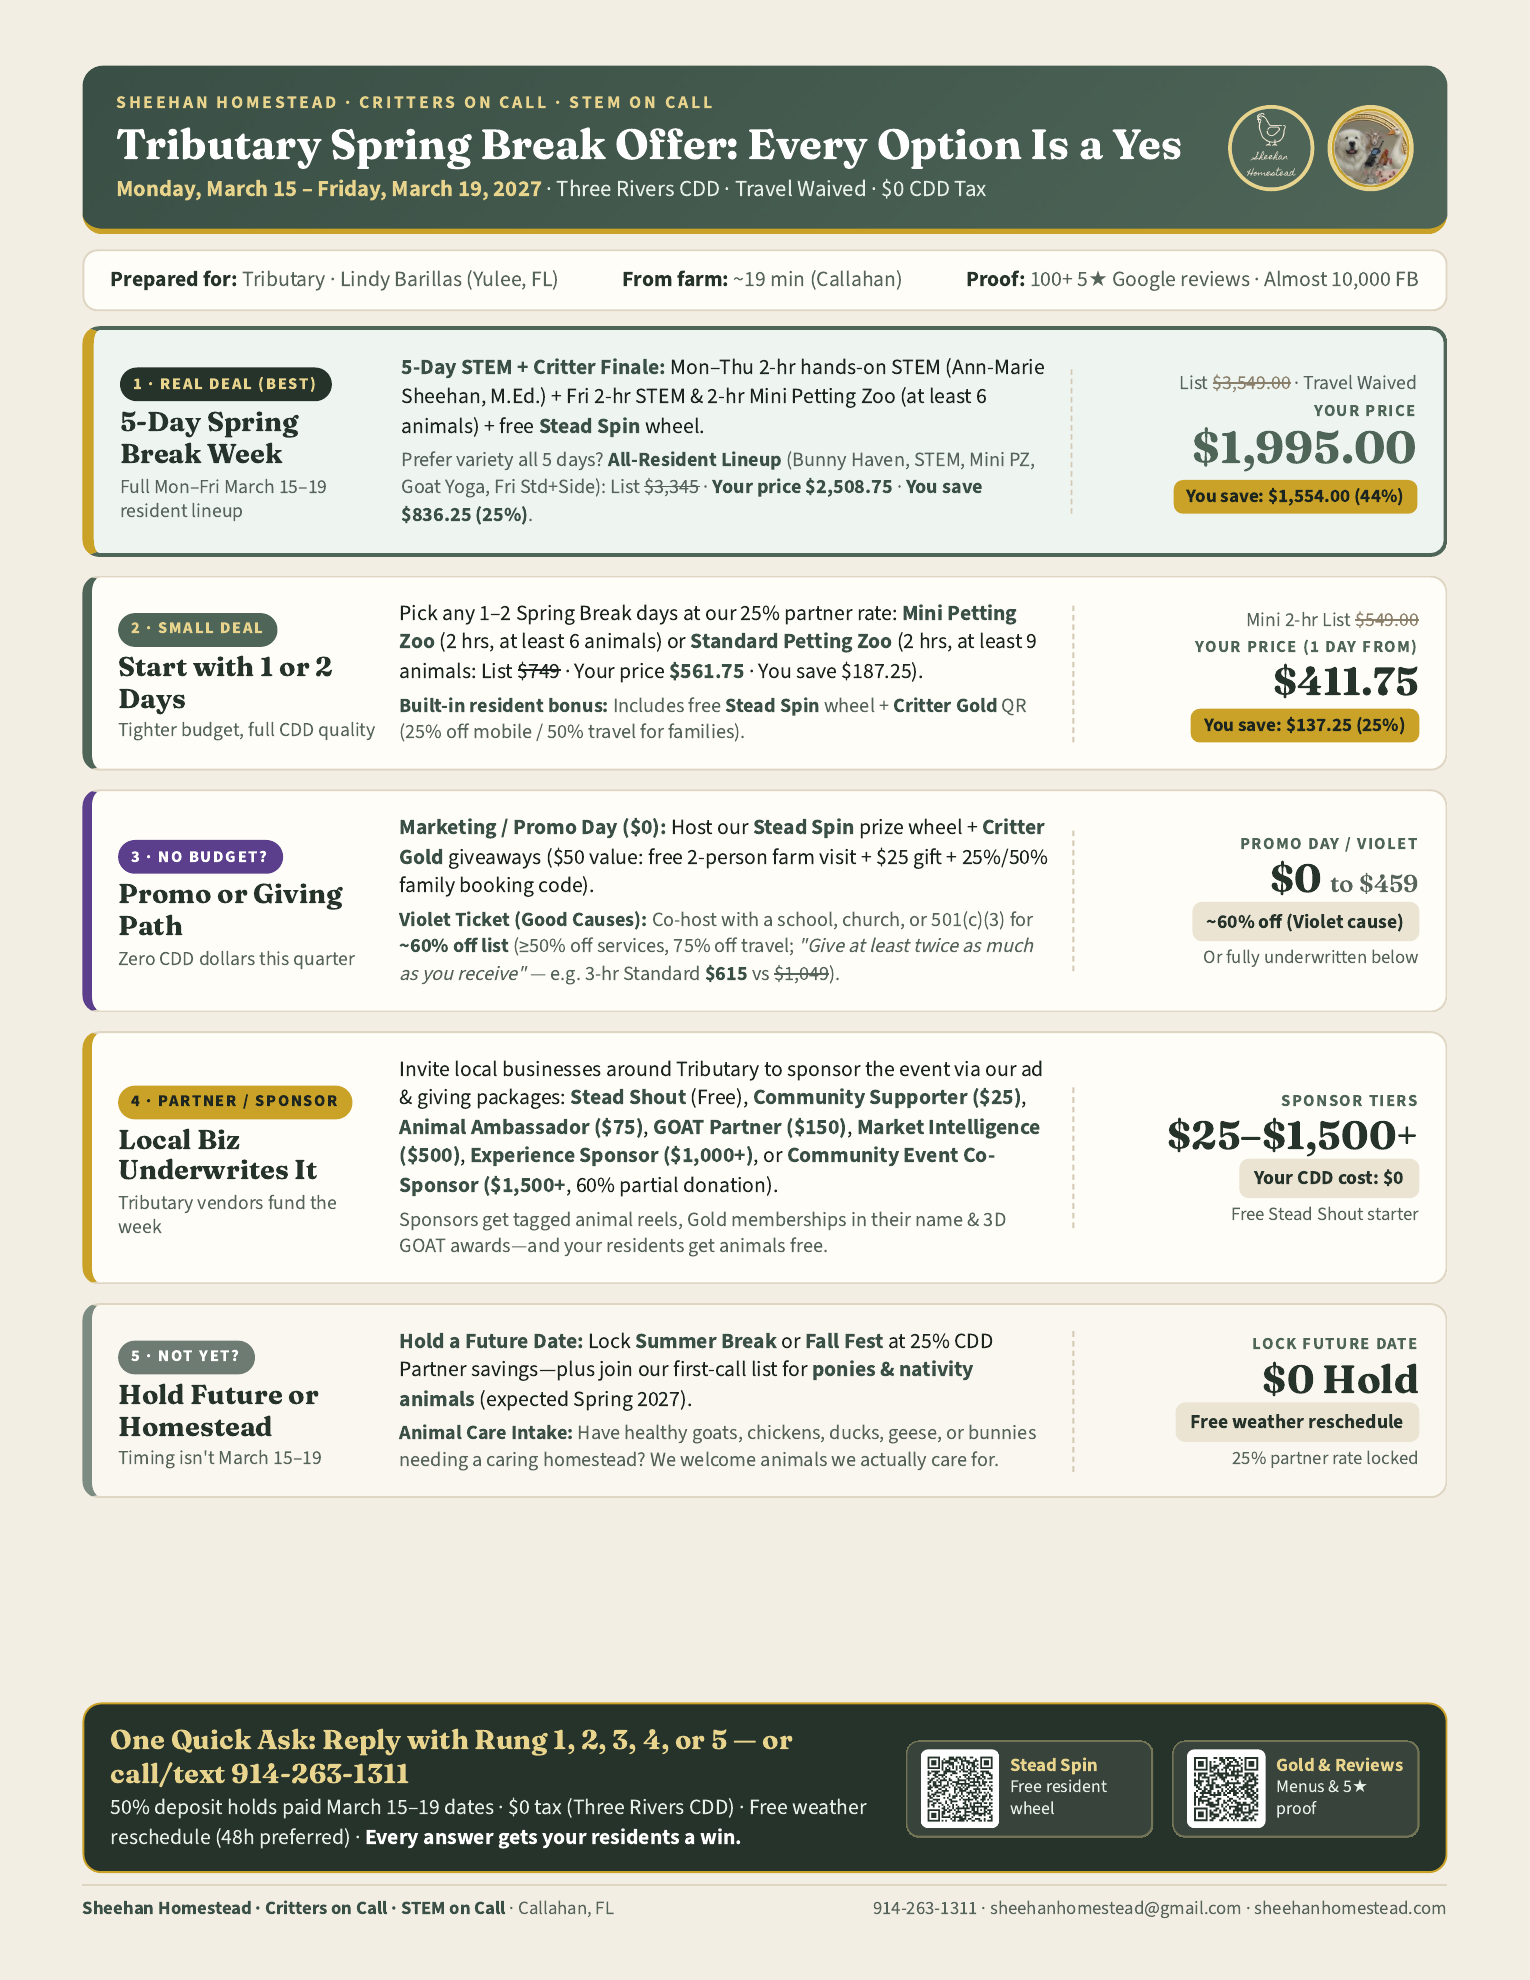 SHEEHAN HOMESTEAD · CRITTERS ON CALL · STEM ON CALL
Tributary Spring Break Offer: Every Option Is a Yes
Monday, March 15 – Friday, March 19, 2027 · Three Rivers CDD · Travel Waived · $0 CDD Tax
Sheehan
Homestead
Prepared for: Tributary · Lindy Barillas (Yulee, FL)
From farm: ~19 min (Callahan)
Proof: 100+ 5★ Google reviews · Almost 10,000 FB
1 · REAL DEAL (BEST)
5-Day Spring
Break Week
Full Mon–Fri March 15–19
resident lineup
5-Day STEM + Critter Finale: Mon–Thu 2-hr hands-on STEM (Ann-Marie
Sheehan, M.Ed.) + Fri 2-hr STEM & 2-hr Mini Petting Zoo (at least 6
animals) + free Stead Spin wheel.
Prefer variety all 5 days? All-Resident Lineup (Bunny Haven, STEM, Mini PZ,
Goat Yoga, Fri Std+Side): List $3,345 · Your price $2,508.75 · You save
$836.25 (25%).
List $3,549.00 · Travel Waived
YOUR PRICE
$1,995.00
You save: $1,554.00 (44%)
2 · SMALL DEAL
Start with 1 or 2
Days
Tighter budget, full CDD quality
Pick any 1–2 Spring Break days at our 25% partner rate: Mini Petting
Zoo (2 hrs, at least 6 animals) or Standard Petting Zoo (2 hrs, at least 9
animals: List $749 · Your price $561.75 · You save $187.25).
Built-in resident bonus: Includes free Stead Spin wheel + Critter Gold QR
(25% off mobile / 50% travel for families).
Mini 2-hr List $549.00
YOUR PRICE (1 DAY FROM)
$411.75
You save: $137.25 (25%)
3 · NO BUDGET?
Promo or Giving
Path
Zero CDD dollars this quarter
Marketing / Promo Day ($0): Host our Stead Spin prize wheel + Critter
Gold giveaways ($50 value: free 2-person farm visit + $25 gift + 25%/50%
family booking code).
Violet Ticket (Good Causes): Co-host with a school, church, or 501(c)(3) for
~60% off list (≥50% off services, 75% off travel; "Give at least twice as much
as you receive" — e.g. 3-hr Standard $615 vs $1,049).
PROMO DAY / VIOLET
$0 to $459
~60% off (Violet cause)
Or fully underwritten below
4 · PARTNER / SPONSOR
Local Biz
Underwrites It
Tributary vendors fund the
week
Invite local businesses around Tributary to sponsor the event via our ad
& giving packages: Stead Shout (Free), Community Supporter ($25),
Animal Ambassador ($75), GOAT Partner ($150), Market Intelligence
($500), Experience Sponsor ($1,000+), or Community Event Co-
Sponsor ($1,500+, 60% partial donation).
Sponsors get tagged animal reels, Gold memberships in their name & 3D
GOAT awards—and your residents get animals free.
SPONSOR TIERS
$25–$1,500+
Your CDD cost: $0
Free Stead Shout starter
5 · NOT YET?
Hold Future or
Homestead
Timing isn't March 15–19
Hold a Future Date: Lock Summer Break or Fall Fest at 25% CDD
Partner savings—plus join our first-call list for ponies & nativity
animals (expected Spring 2027).
Animal Care Intake: Have healthy goats, chickens, ducks, geese, or bunnies
needing a caring homestead? We welcome animals we actually care for.
LOCK FUTURE DATE
$0 Hold
Free weather reschedule
25% partner rate locked
One Quick Ask: Reply with Rung 1, 2, 3, 4, or 5 — or
call/text 914-263-1311
50% deposit holds paid March 15–19 dates · $0 tax (Three Rivers CDD) · Free weather
reschedule (48h preferred) · Every answer gets your residents a win.
Stead Spin
Free resident
wheel
Gold & Reviews
Menus & 5★
proof
Sheehan Homestead · Critters on Call · STEM on Call · Callahan, FL
914-263-1311 · sheehanhomestead@gmail.com · sheehanhomestead.com